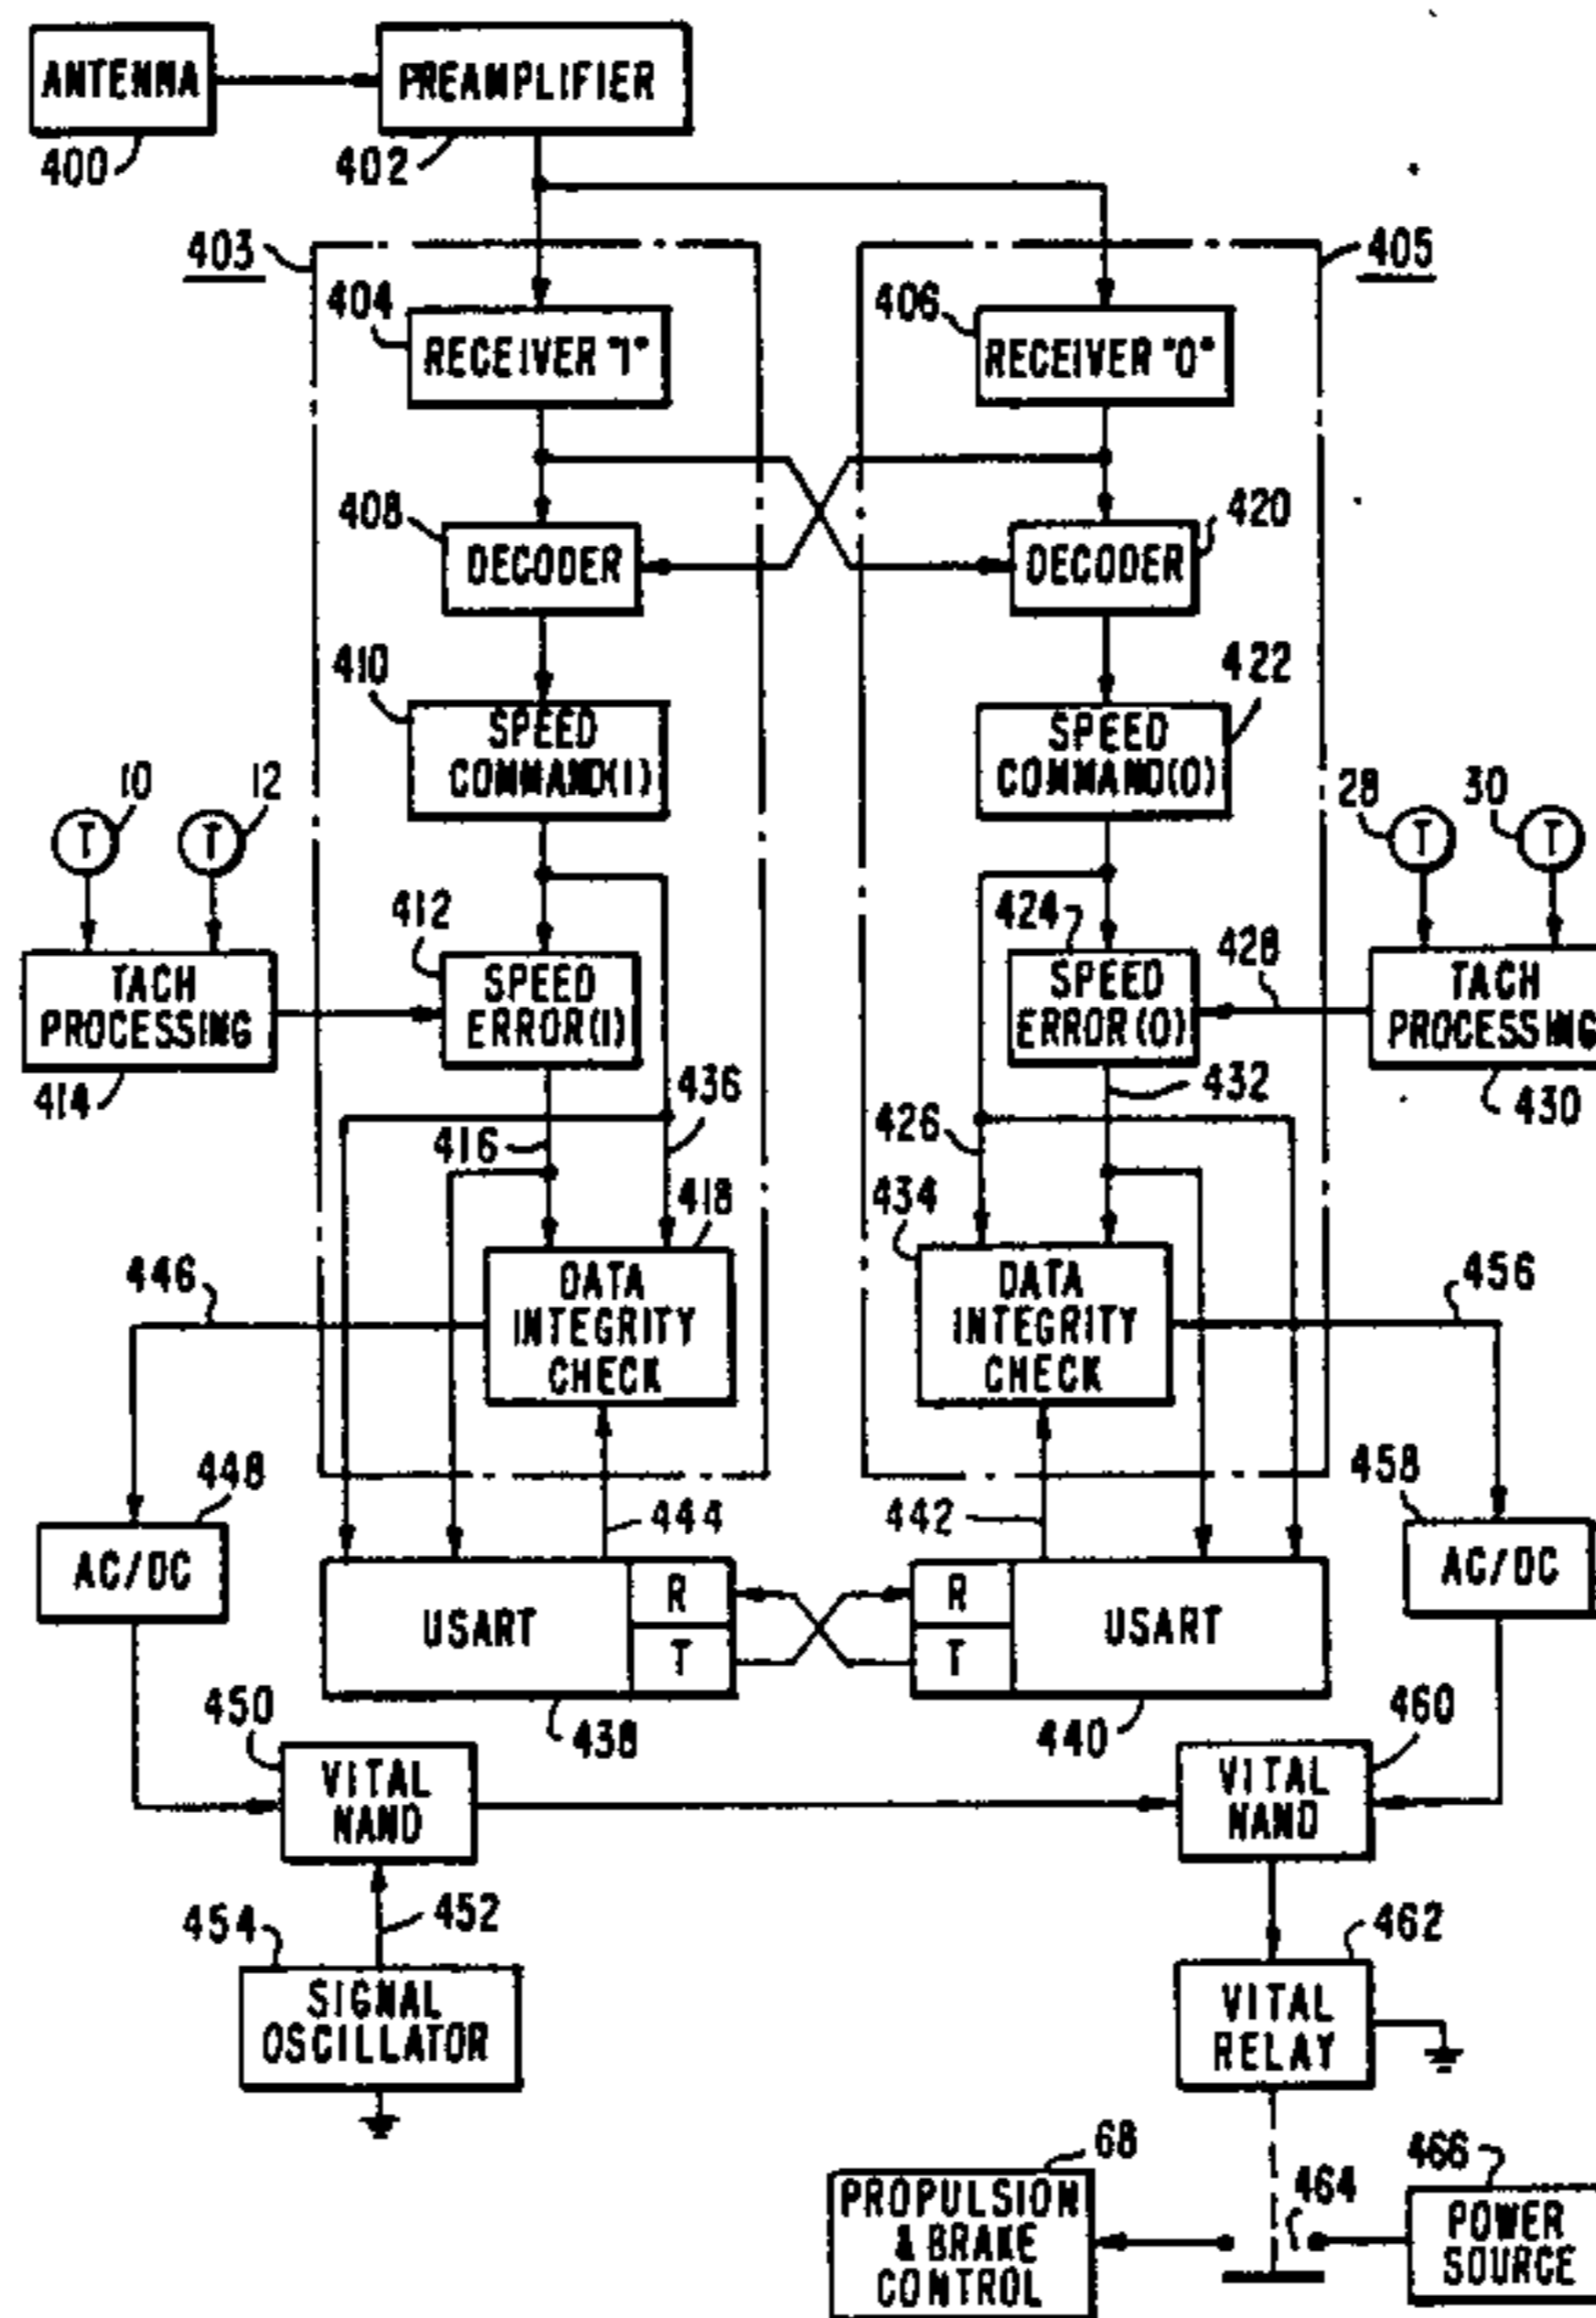 ANTENNA
PREAMPLIFIER
400
402
403
405
404
406
RECEIVER "1"
RECEIVER "0"
408
420
DECODER
DECODER
410
422
SPEED
COMMAND(1)
SPEED
COMMAND(0)
10
12
28
30
T
T
T
T
412
424
428
TACH
PROCESSING
SPEED
ERROR(1)
SPEED
ERROR(0)
TACH
PROCESSING
414
436
432
430
416
426
418
434
446
456
DATA
INTEGRITY
CHECK
DATA
INTEGRITY
CHECK
448
444
442
458
AC/DC
AC/DC
USART
R
T
R
T
USART
450
438
440
460
VITAL
NAND
VITAL
NAND
454
452
462
SIGNAL
OSCILLATOR
VITAL
RELAY
68
464
466
PROPULSION
& BRAKE
CONTROL
POWER
SOURCE